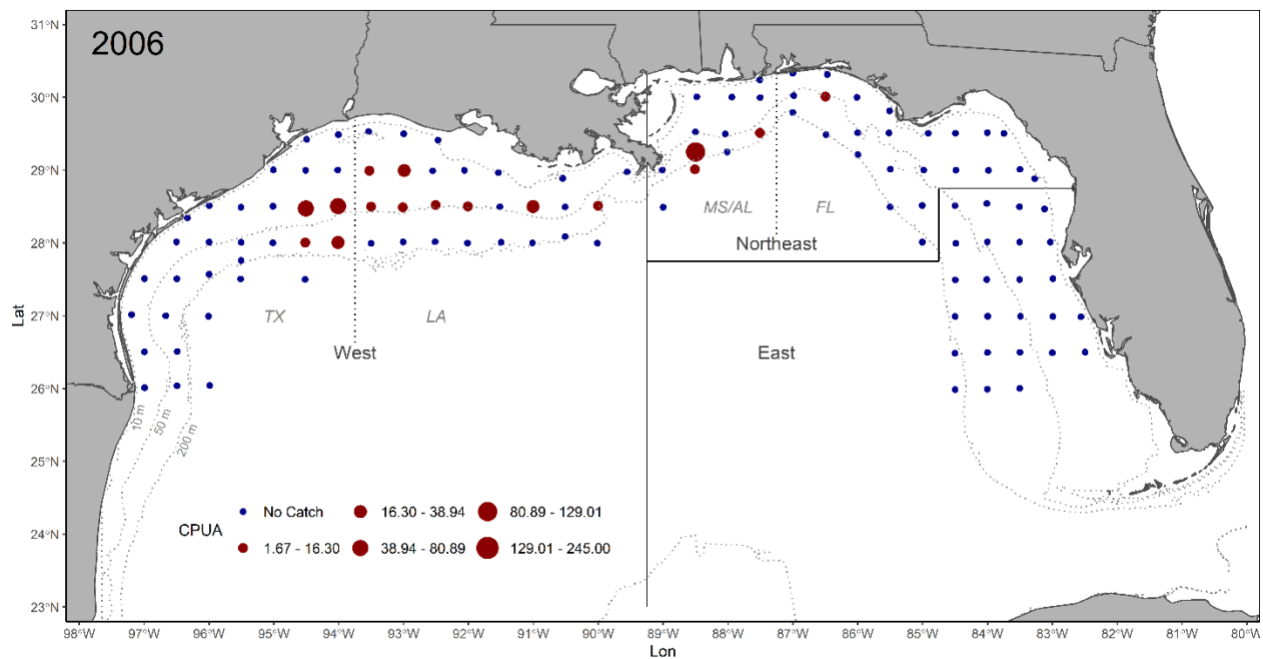 2006
31°N
30°N
29°N
28°N
27°N
26°N
25°N
24°N
23°N
Lat
MS/AL
FL
Northeast
TX
LA
West
East
10 m
50 m
200 m
CPUA
No Catch
16.30 - 38.94
80.89 - 129.01
1.67 - 16.30
38.94 - 80.89
129.01 - 245.00
98°W 97°W 96°W 95°W 94°W 93°W 92°W 91°W 90°W 89°W 88°W 87°W 86°W 85°W 84°W 83°W 82°W 81°W 80°W
Lon